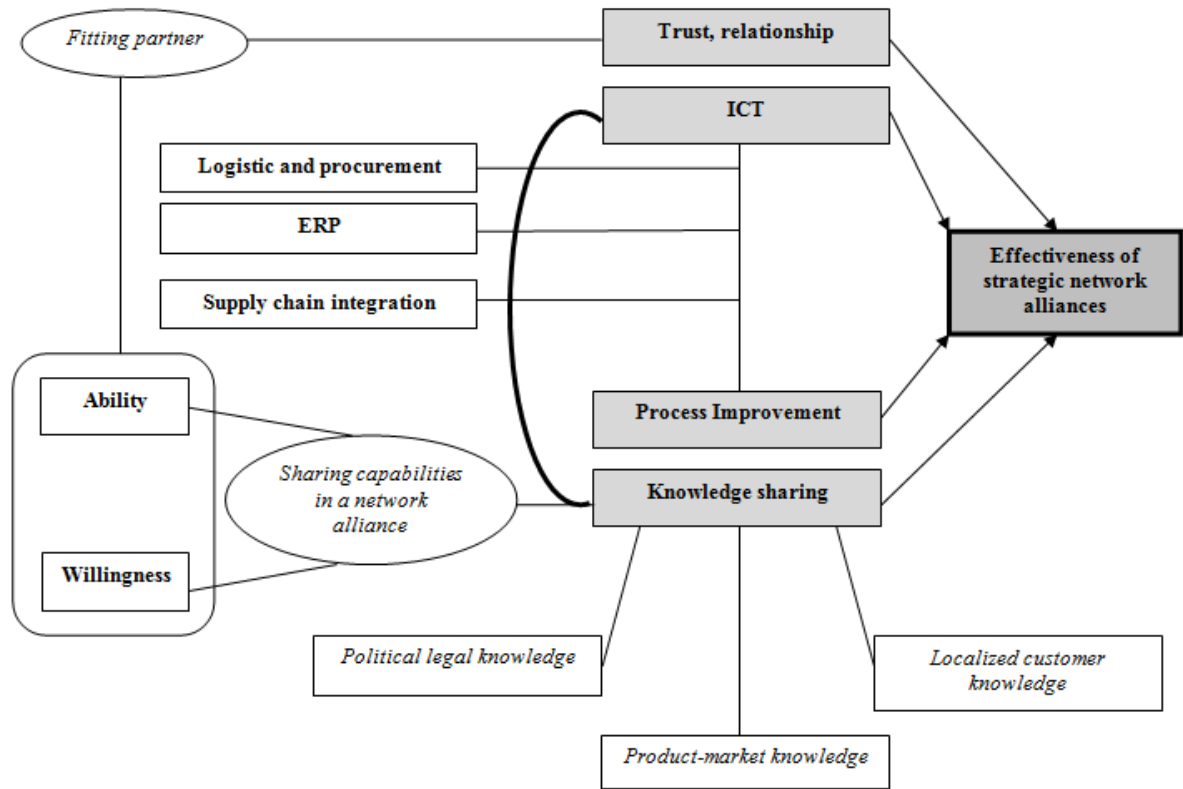 Fitting partner
Trust, relationship
ICT
Logistic and procurement
ERP
Supply chain integration
Effectiveness of
strategic network
alliances
Ability
Process Improvement
Sharing capabilities
in a network
alliance
Knowledge sharing
Willingness
Political legal knowledge
Localized customer
knowledge
Product-market knowledge